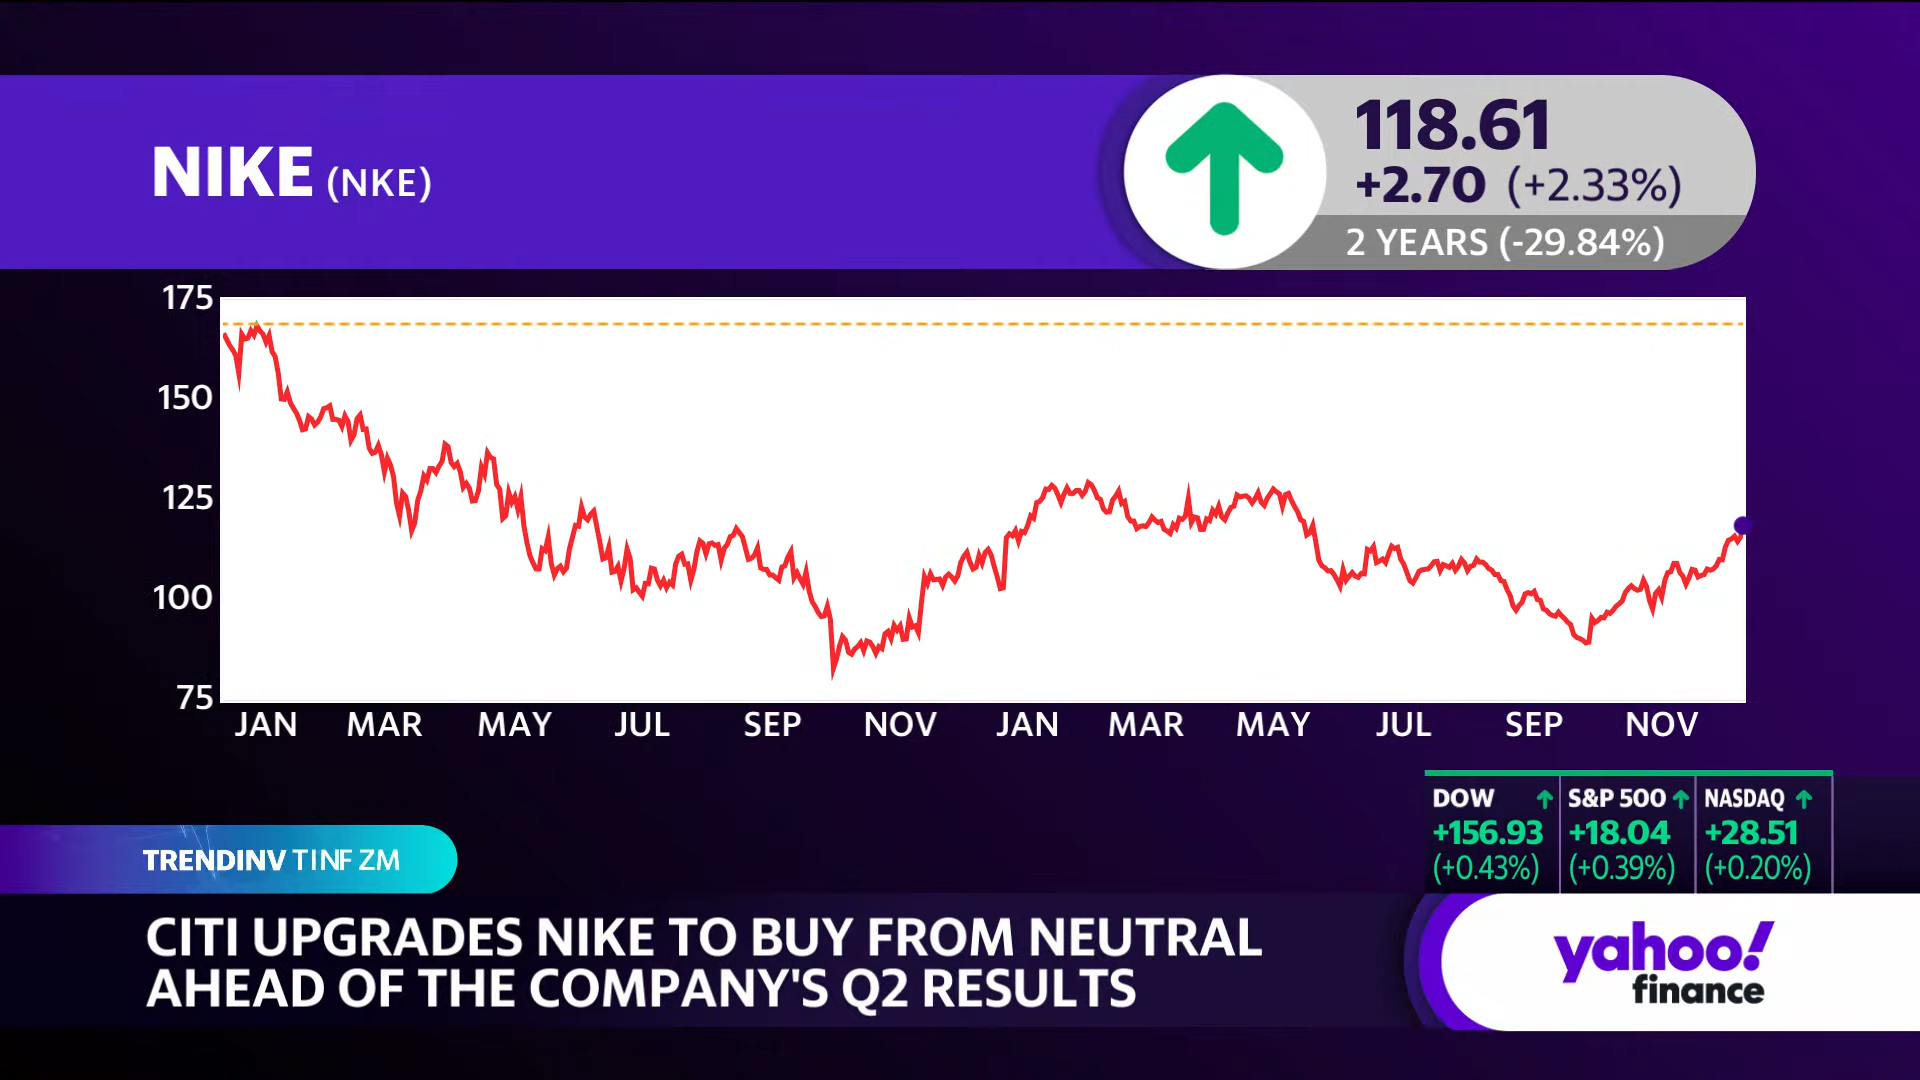 NIKE (NKE)
118.61
+2.70 (+2.33%)
2 YEARS (-29.84%)
175
150
125
100
75
JAN MAR MAY JUL SEP NOV JAN MAR MAY JUL SEP NOV
DOW
+156.93
(+0.43%)
S&P 500
+18.04
(+0.39%)
NASDAQ
+28.51
(+0.20%)
TRENDINV TINF ZM
CITI UPGRADES NIKE TO BUY FROM NEUTRAL
AHEAD OF THE COMPANY'S Q2 RESULTS
yahoo!
finance